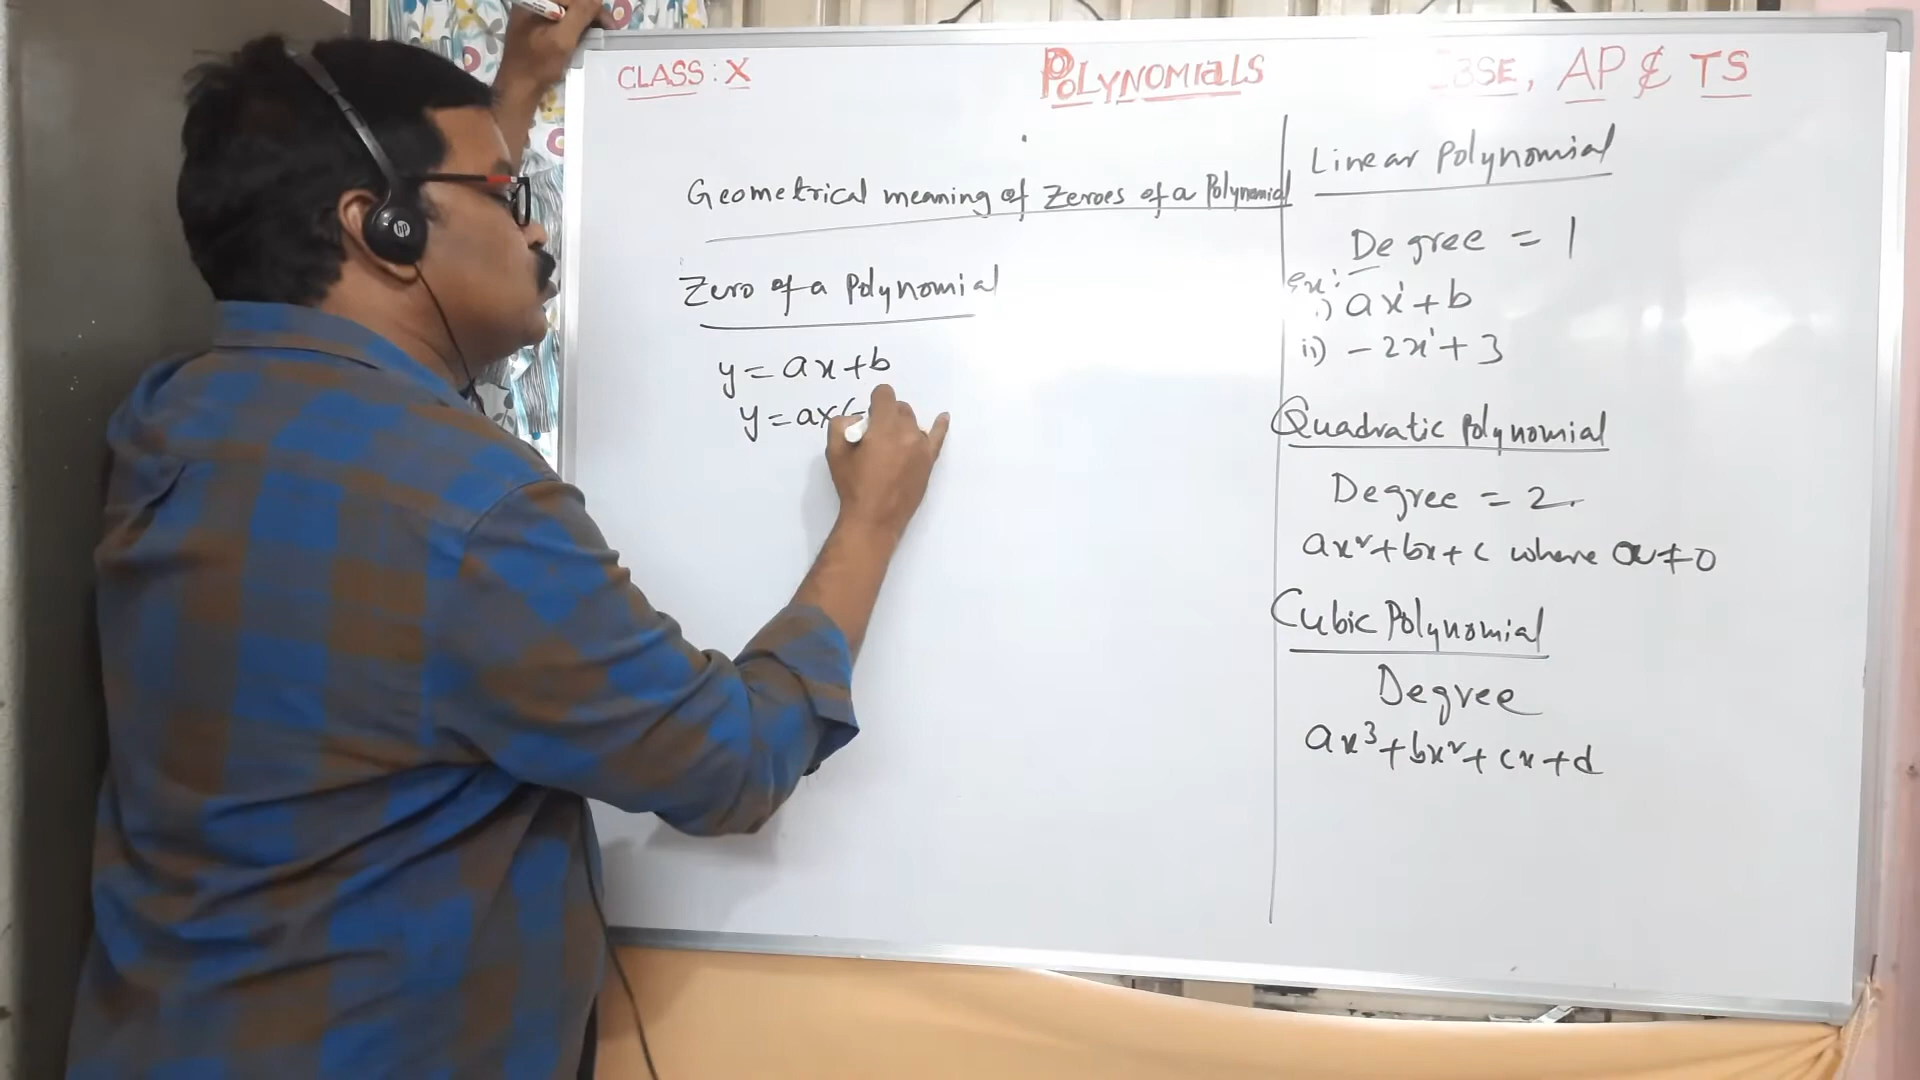 CLASS: X
POLYNOMIALS
BSE, AP & TS
Geometrical meaning of Zeroes of a Polynomial
Zero of a Polynomial
y = ax+b
y = ax(-
Linear Polynomial
Degree = 1
ex:
i) ax¹+b
ii) -2x¹+3
Quadratic Polynomial
Degree = 2
ax²+bx+c where a≠0
Cubic Polynomial
Degree
ax³+bx²+cx+d
hp